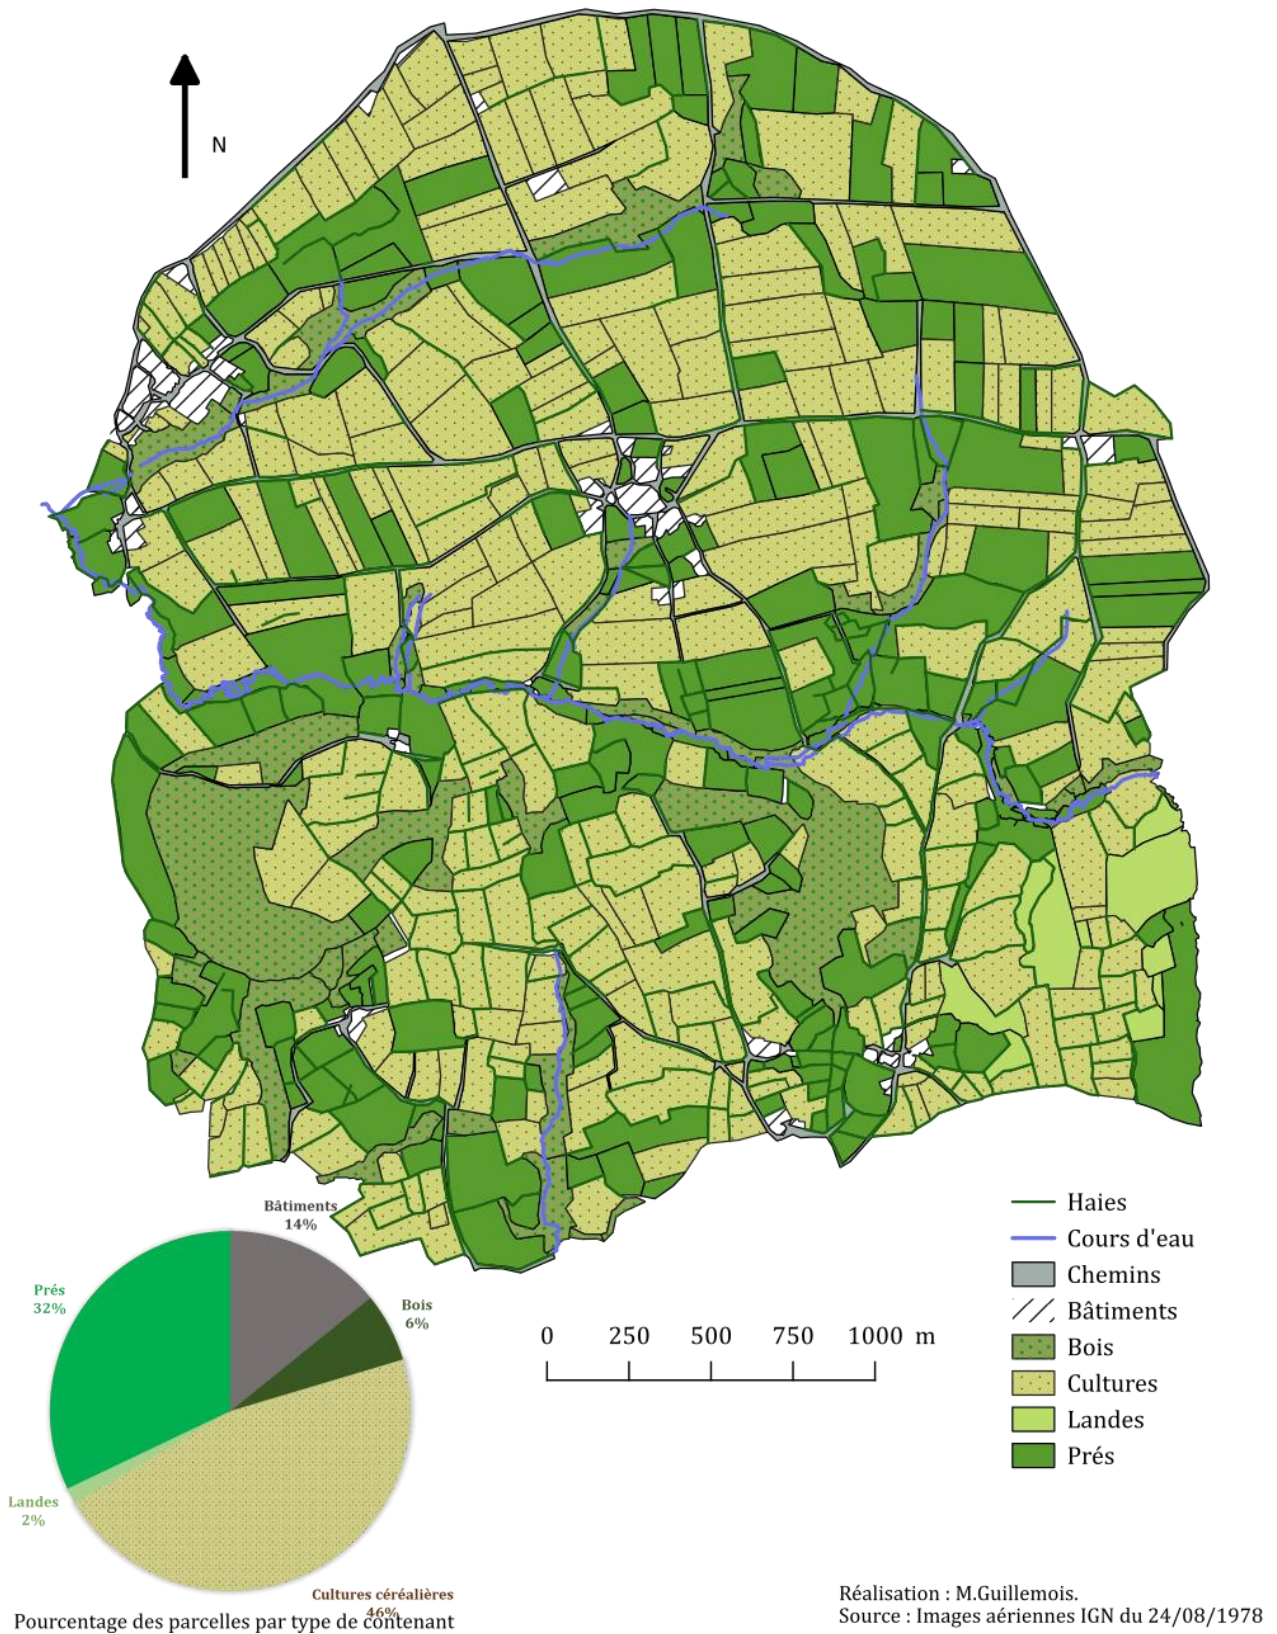 N
Haies
Cours d'eau
Chemins
Bâtiments
Bois
Cultures
Landes
Prés
0 250 500 750 1000 m
Bâtiments
14%
Prés
32%
Bois
6%
Landes
2%
Cultures céréalières
46%
Pourcentage des parcelles par type de contenant
Réalisation : M.Guillemois.
Source : Images aériennes IGN du 24/08/1978